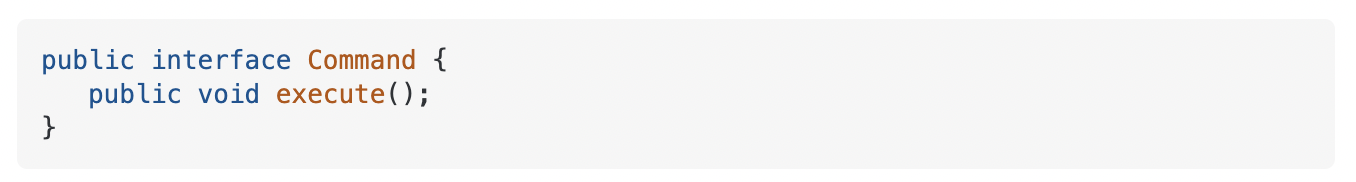 public interface Command {
   public void execute();
}